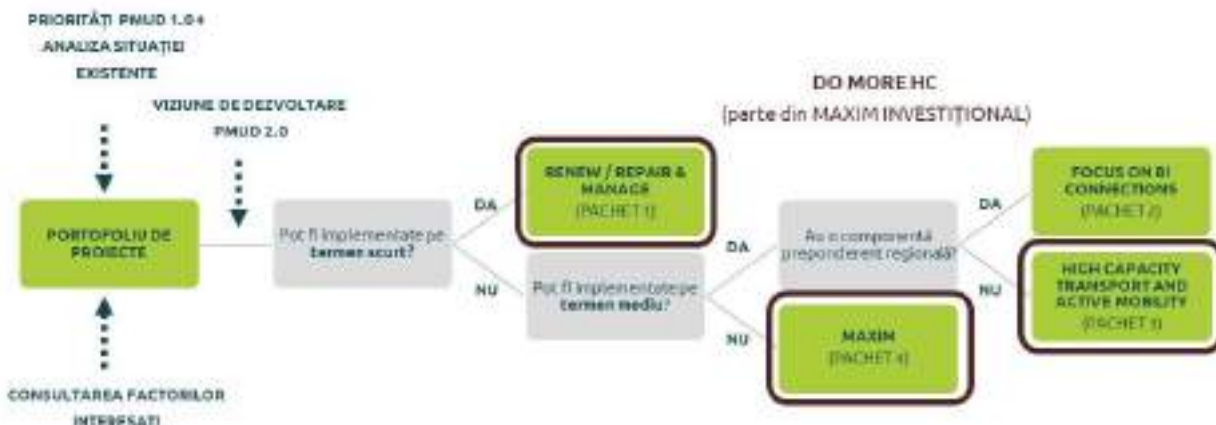 PRIORITĂȚI PMUD 1.0+
ANALIZA SITUAȚIEI
EXISTENTE
VIZIUNE DE DEZVOLTARE
PMUD 2.0
DO MORE HC
(parte din MAXIM INVESTIȚIONAL)
PORTOFOLIU DE
PROIECTE
Pot fi implementate pe
termen scurt?
DA
NU
RENEW / REPAIR &
MANAGE
(PACHET 1)
Pot fi implementate pe
termen mediu?
DA
NU
Au o componentă
preponderent regională?
MAXIM
(PACHET 4)
DA
NU
FOCUS ON BI
CONNECTIONS
(PACHET 2)
HIGH CAPACITY
TRANSPORT AND
ACTIVE MOBILITY
(PACHET 3)
CONSULTAREA FACTORILOR
INTERESAȚI